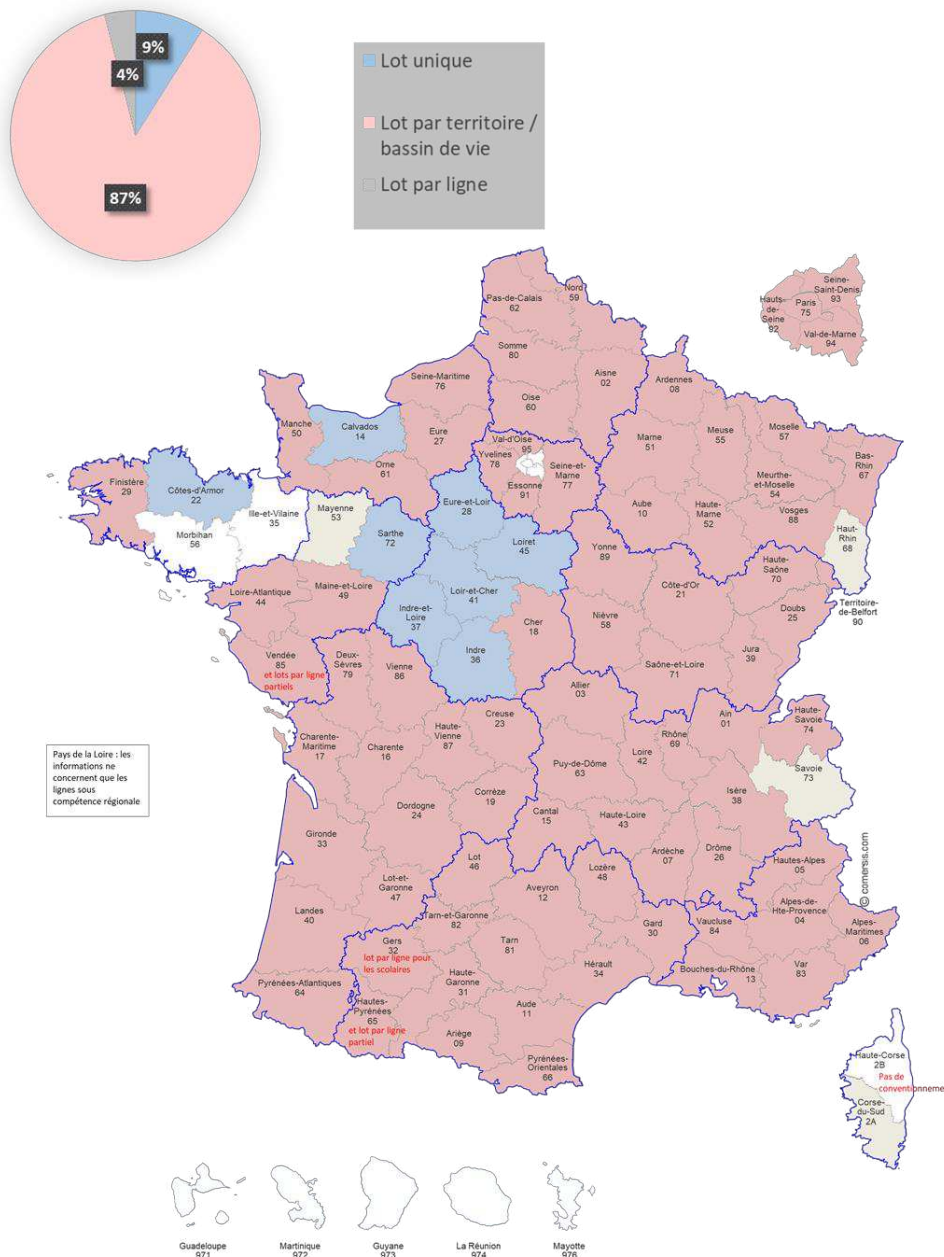 9%
4%
87%
Lot unique
Lot par territoire /
bassin de vie
Lot par ligne
Nord
59
Pas-de-Calais
62
Somme
80
Aisne
02
Oise
60
Seine-Maritime
76
Eure
27
Ardennes
08
Seine-
Saint-Denis
93
Hauts-
de-
Seine
92
Paris
75
Val-de-Marne
94
Manche
50
Calvados
14
Orne
61
Val-d'Oise
95
Yvelines
78
Essonne
91
Seine-et-
Marne
77
Marne
51
Meuse
55
Moselle
57
Meurthe-
et-Moselle
54
Bas-
Rhin
67
Aube
10
Haute-
Marne
52
Vosges
88
Haut-
Rhin
68
Territoire-
de-Belfort
90
Finistère
29
Côtes-d'Armor
22
Ille-et-Vilaine
35
Morbihan
56
Mayenne
53
Sarthe
72
Eure-et-Loir
28
Loiret
45
Loir-et-Cher
41
Indre-et-
Loire
37
Indre
36
Cher
18
Yonne
89
Côte-d'Or
21
Haute-
Saône
70
Doubs
25
Nièvre
58
Jura
39
Saône-et-Loire
71
Loire-Atlantique
44
Maine-et-Loire
49
Vendée
85
et lots par ligne
partiels
Deux-
Sèvres
79
Vienne
86
Allier
03
Ain
01
Haute-
Savoie
74
Rhône
69
Loire
42
Puy-de-Dôme
63
Savoie
73
Isère
38
Creuse
23
Haute-
Vienne
87
Charente-
Maritime
17
Charente
16
Corrèze
19
Dordogne
24
Cantal
15
Haute-Loire
43
Ardèche
07
Drôme
26
Hautes-Alpes
05
Pays de la Loire : les
informations ne
concernent que les
lignes sous
compétence régionale
Gironde
33
Lot
46
Lot-et-
Garonne
47
Aveyron
12
Lozère
48
Landes
40
Tarn-et-Garonne
82
Gers
32
lot par ligne pour
les scolaires
Tarn
81
Gard
30
Hérault
34
Vaucluse
84
Alpes-de-
Hte-Provence
04
Alpes-
Maritimes
06
Bouches-du-Rhône
13
Var
83
Pyrénées-Atlantiques
64
Hautes-
Pyrénées
65
et lot par ligne
partiel
Haute-
Garonne
31
Ariège
09
Aude
11
Pyrénées-
Orientales
66
© comersis.com
Haute-Corse
2B
Pas de
conventionneme
Corse-
du-Sud
2A
Guadeloupe
971
Martinique
972
Guyane
973
La Réunion
974
Mayotte
976